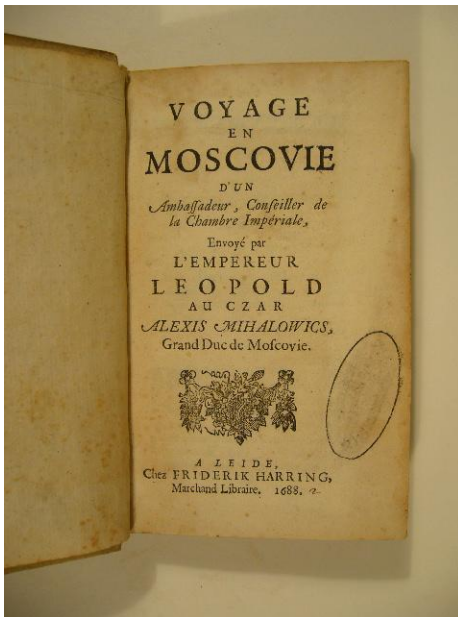 VOYAGE
EN
MOSCOVIE
D'UN
Ambaſſadeur, Conſeiller de
la Chambre Impériale,
Envoyé par
L'EMPEREUR
LEOPOLD
AU CZAR
ALEXIS MIHALOWICS,
Grand Duc de Moſcovie.
A LEIDE,
Chez FRIDERIK HARRING,
Marchand Libraire. 1688.